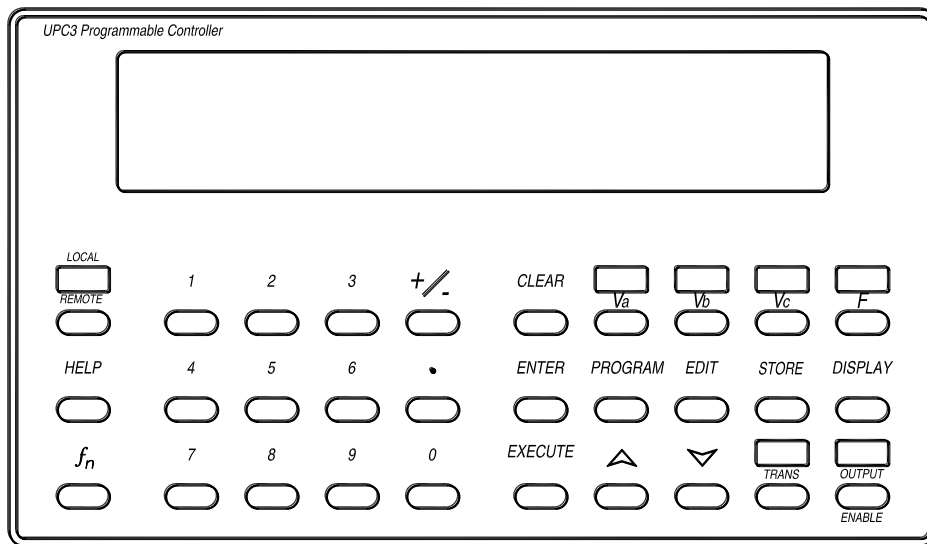 UPC3 Programmable Controller
LOCAL
REMOTE
1 2 3 +/- CLEAR Va Vb Vc F
HELP 4 5 6 . ENTER PROGRAM EDIT STORE DISPLAY
fn 7 8 9 0 EXECUTE
TRANS OUTPUT
ENABLE